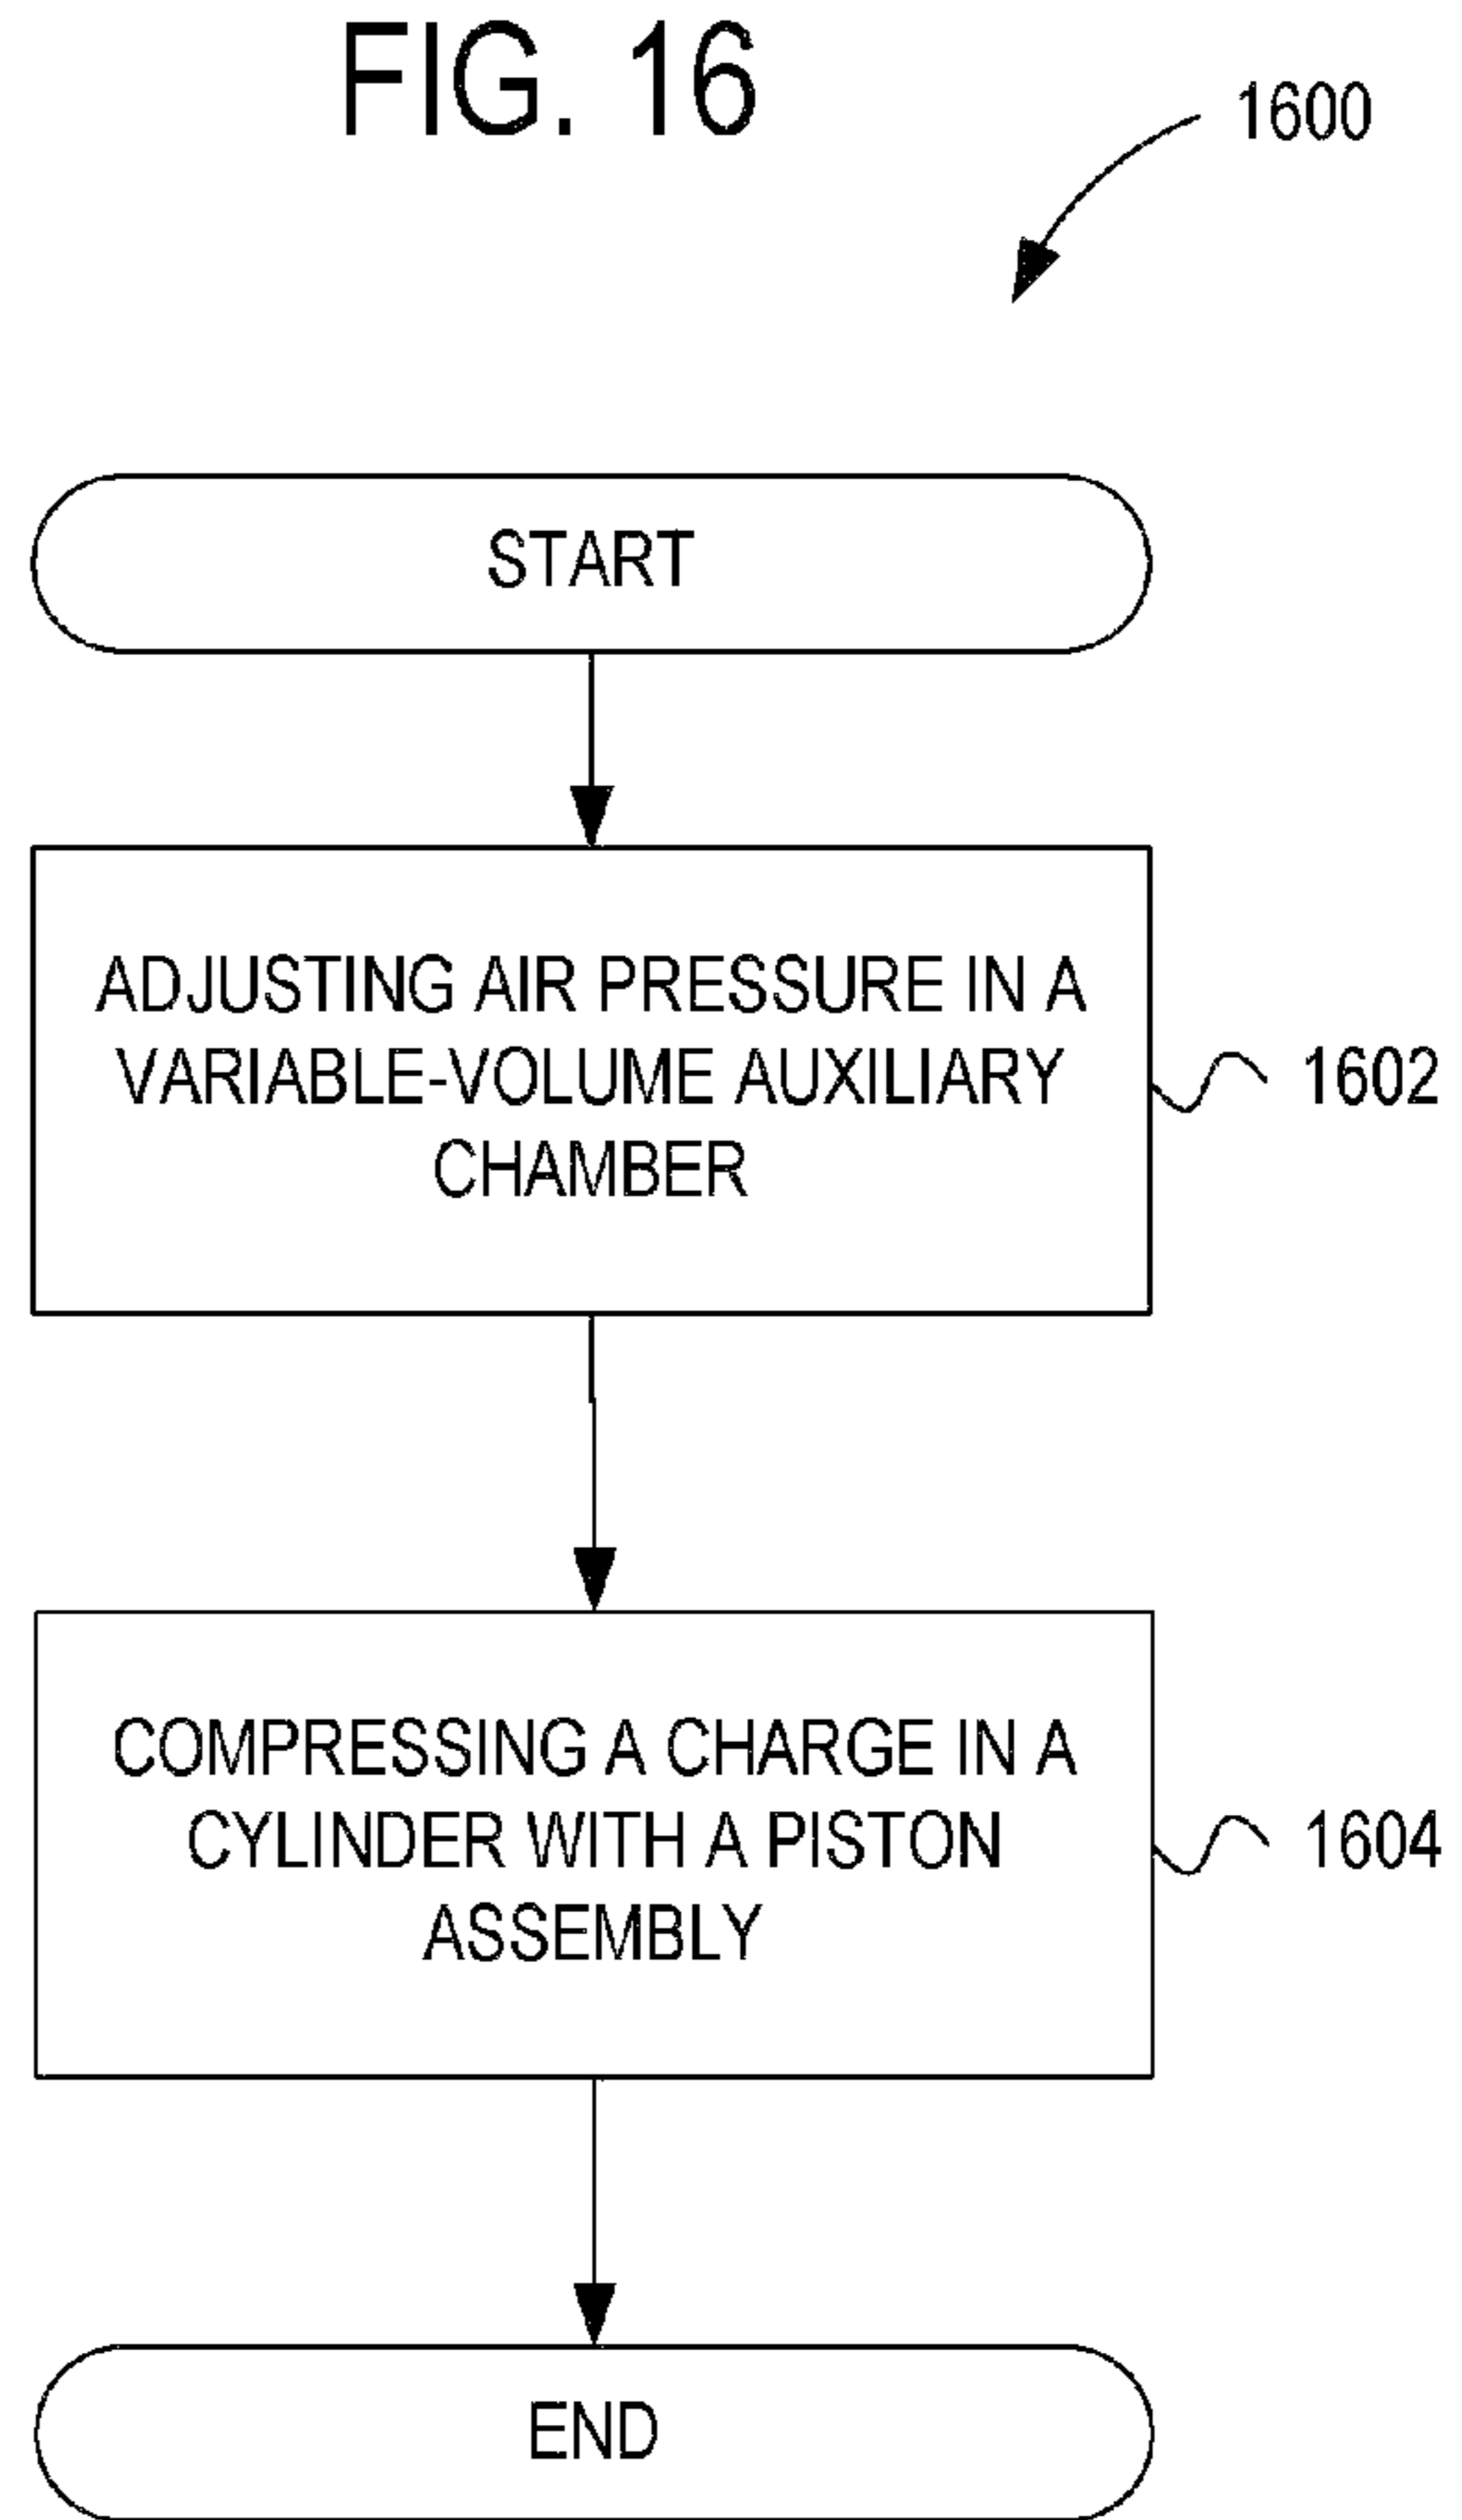 FIG. 16
1600
START
ADJUSTING AIR PRESSURE IN A
VARIABLE-VOLUME AUXILIARY
CHAMBER
1602
COMPRESSING A CHARGE IN A
CYLINDER WITH A PISTON
ASSEMBLY
1604
END